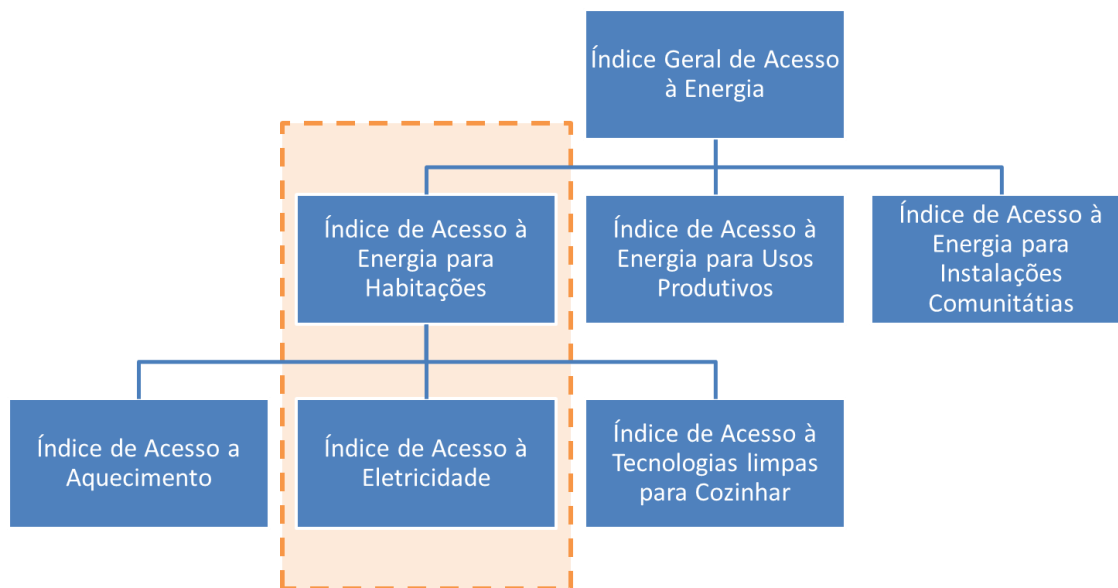 Índice Geral de Acesso
à Energia
Índice de Acesso à
Energia para
Habitações
Índice de Acesso à
Energia para Usos
Produtivos
Índice de Acesso à
Energia para
Instalações
Comunitátias
Índice de Acesso a
Aquecimento
Índice de Acesso à
Eletricidade
Índice de Acesso à
Tecnologias limpas
para Cozinhar